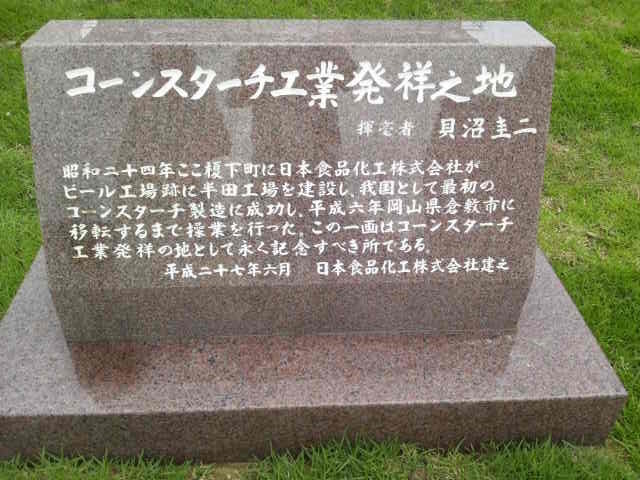 コーンスターチ工業発祥之地
揮毫者 貝沼圭二
昭和二十四年ここ榎下町に日本食品化工株式会社が
ビール工場跡に半田工場を建設し、我国として最初の
コーンスターチ製造に成功し、平成六年岡山県倉敷市に
移転するまで操業を行った。この一画はコーンスターチ
工業発祥の地として永く記念すべき所である。
平成二十七年六月 日本食品化工株式会社建之